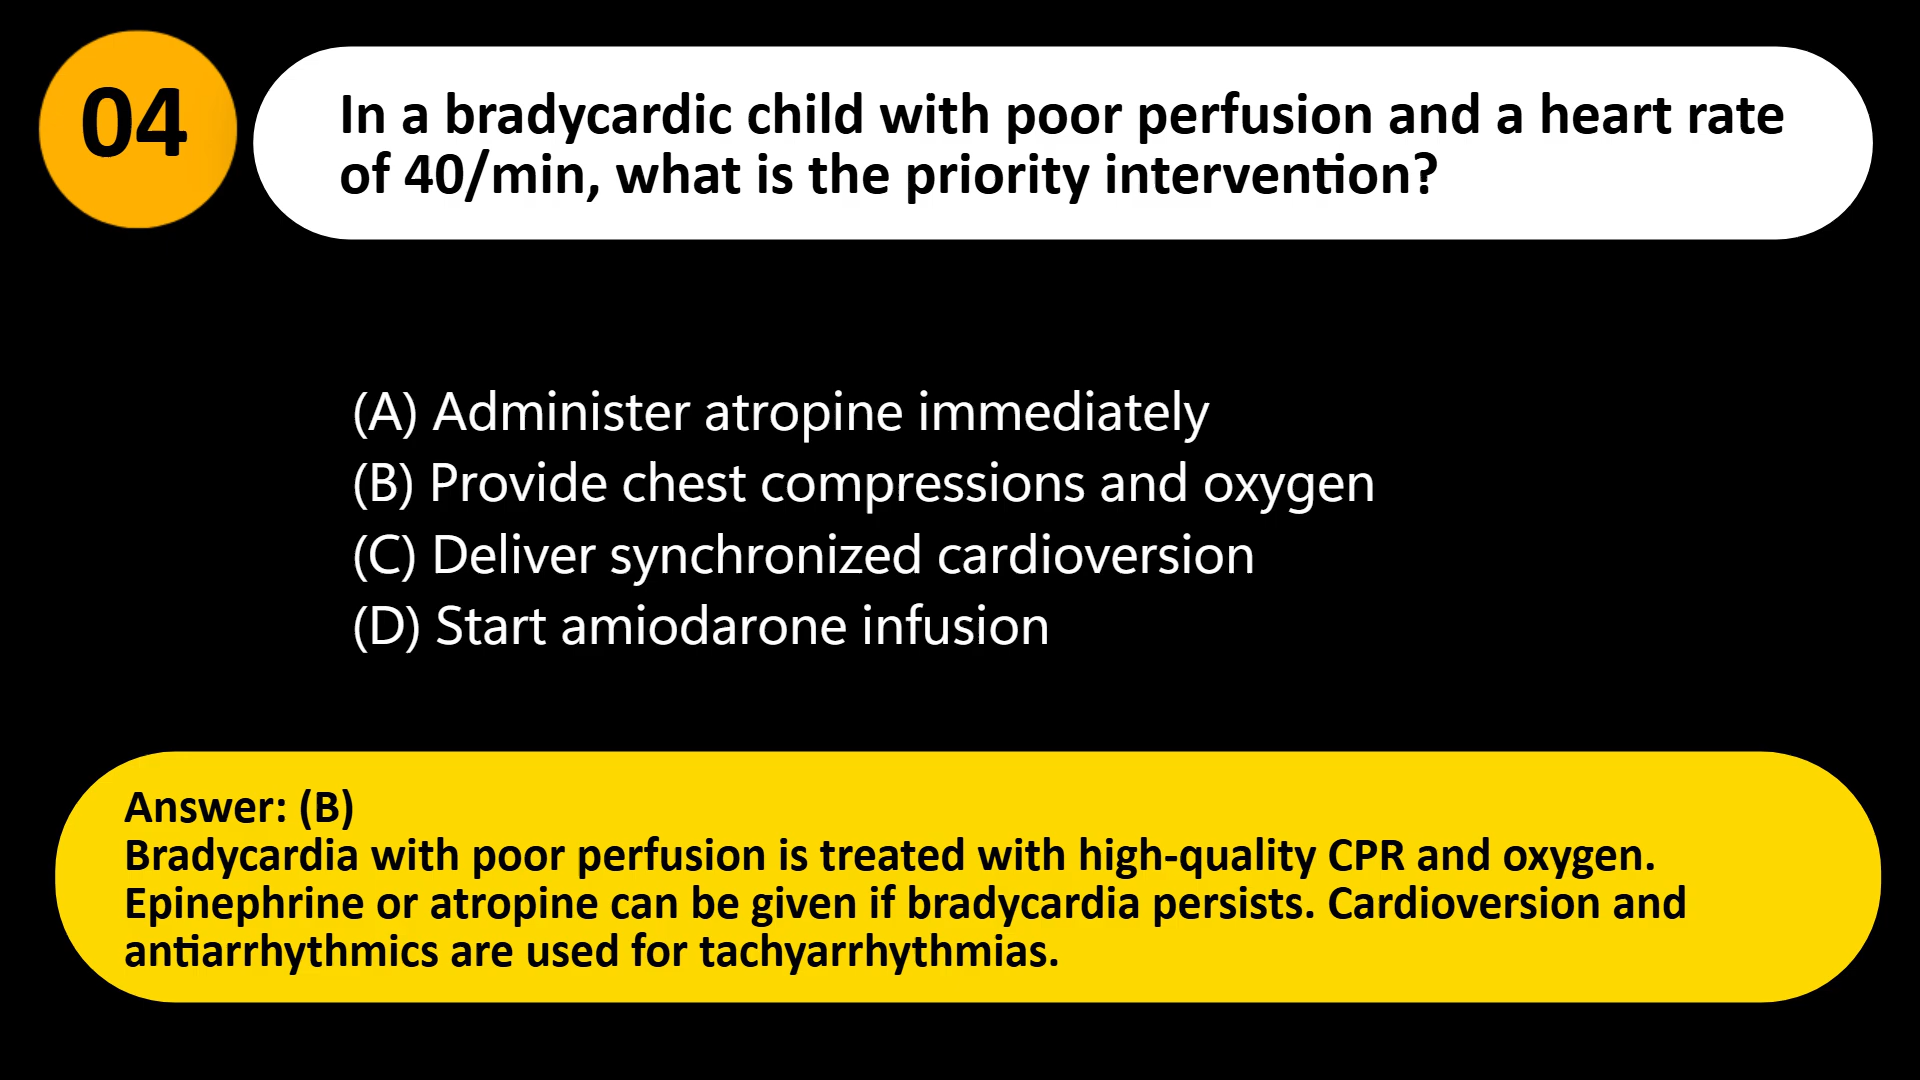 04
In a bradycardic child with poor perfusion and a heart rate
of 40/min, what is the priority intervention?
(A) Administer atropine immediately
(B) Provide chest compressions and oxygen
(C) Deliver synchronized cardioversion
(D) Start amiodarone infusion
Answer: (B)
Bradycardia with poor perfusion is treated with high-quality CPR and oxygen.
Epinephrine or atropine can be given if bradycardia persists. Cardioversion and
antiarrhythmics are used for tachyarrhythmias.